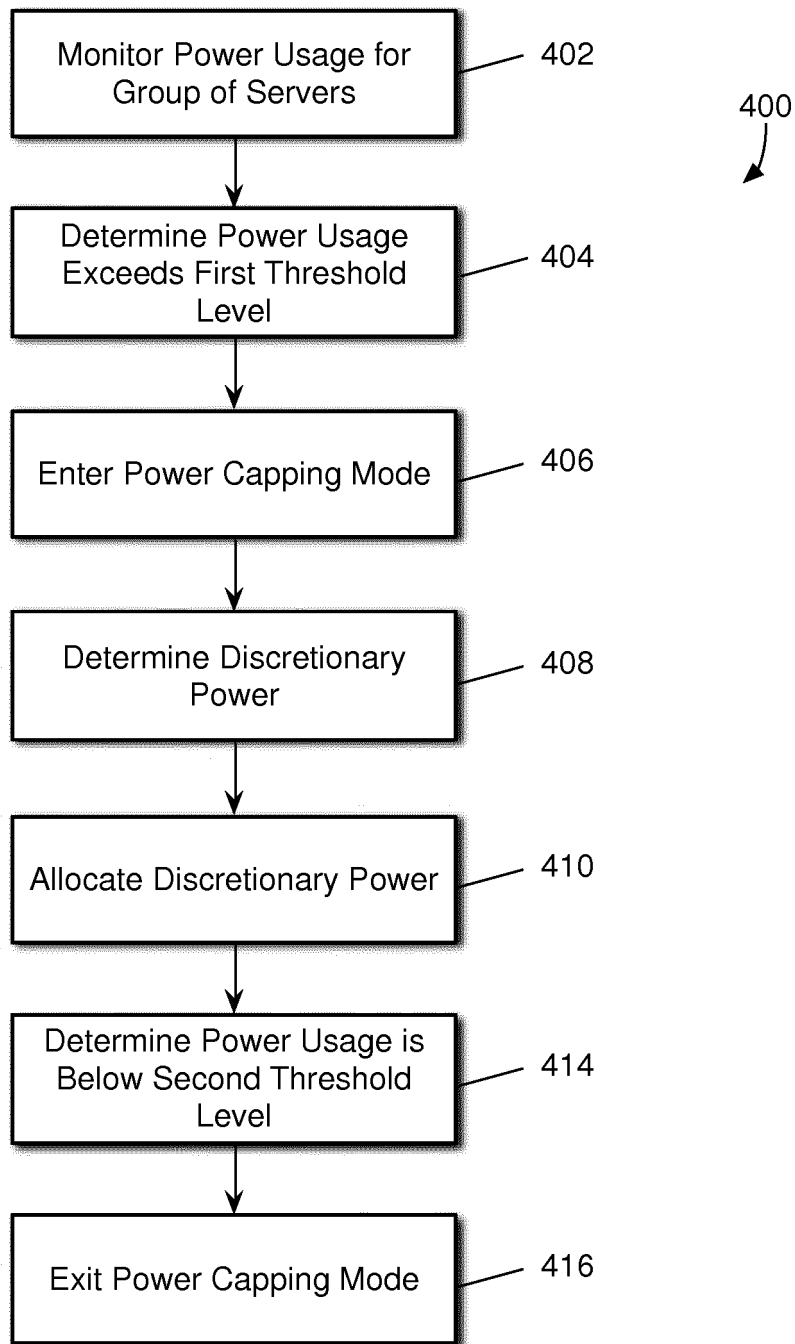 Monitor Power Usage for
Group of Servers
402
400
Determine Power Usage
Exceeds First Threshold
Level
404
Enter Power Capping Mode
406
Determine Discretionary
Power
408
Allocate Discretionary Power
410
Determine Power Usage is
Below Second Threshold
Level
414
Exit Power Capping Mode
416